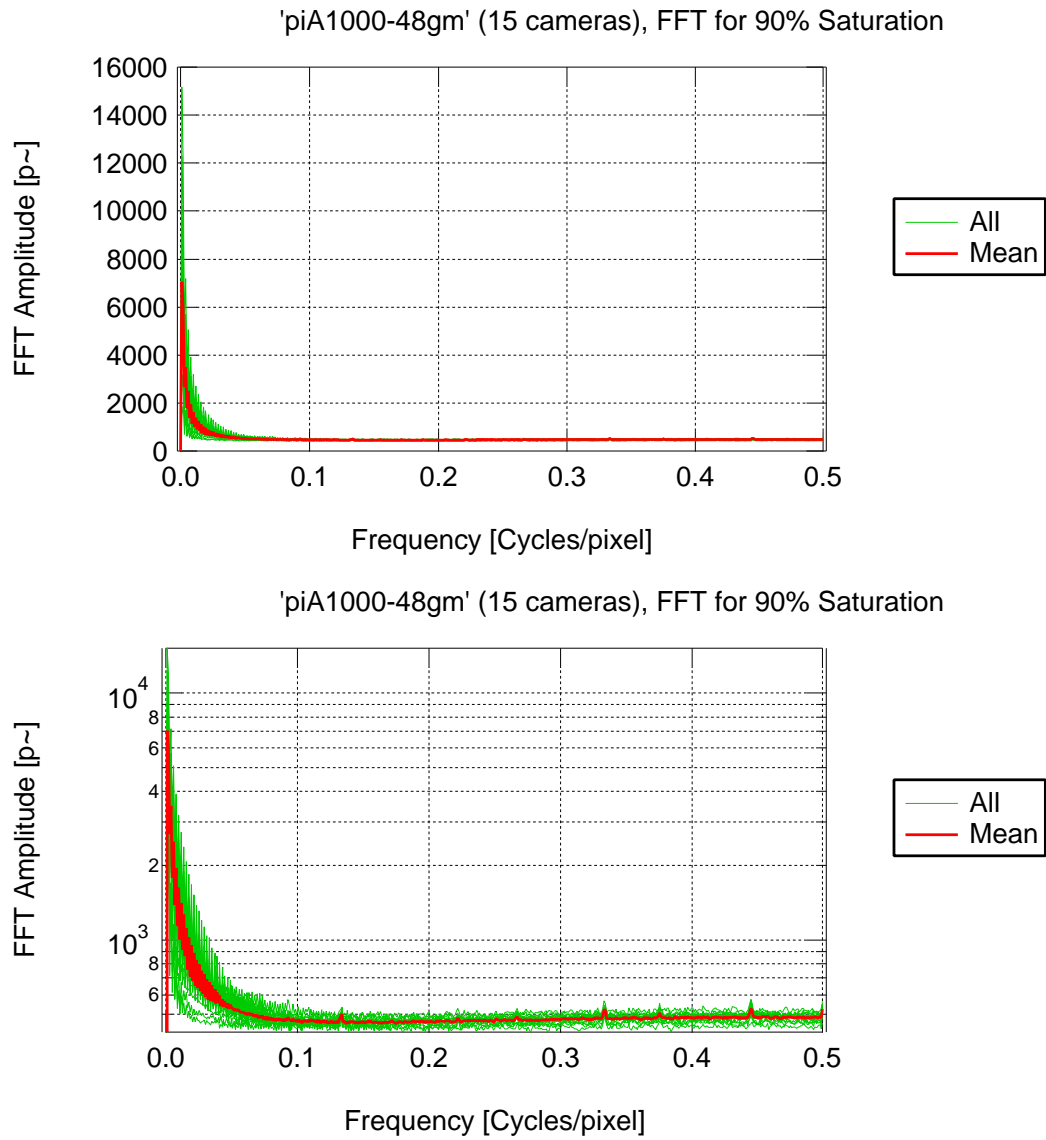 'piA1000-48gm' (15 cameras), FFT for 90% Saturation
16000
14000
12000
10000
8000
6000
4000
2000
0
FFT Amplitude [p~]
0.0 0.1 0.2 0.3 0.4 0.5
Frequency [Cycles/pixel]
All
Mean
'piA1000-48gm' (15 cameras), FFT for 90% Saturation
10^4
8
6
4
2
10^3
8
6
FFT Amplitude [p~]
0.0 0.1 0.2 0.3 0.4 0.5
Frequency [Cycles/pixel]
All
Mean